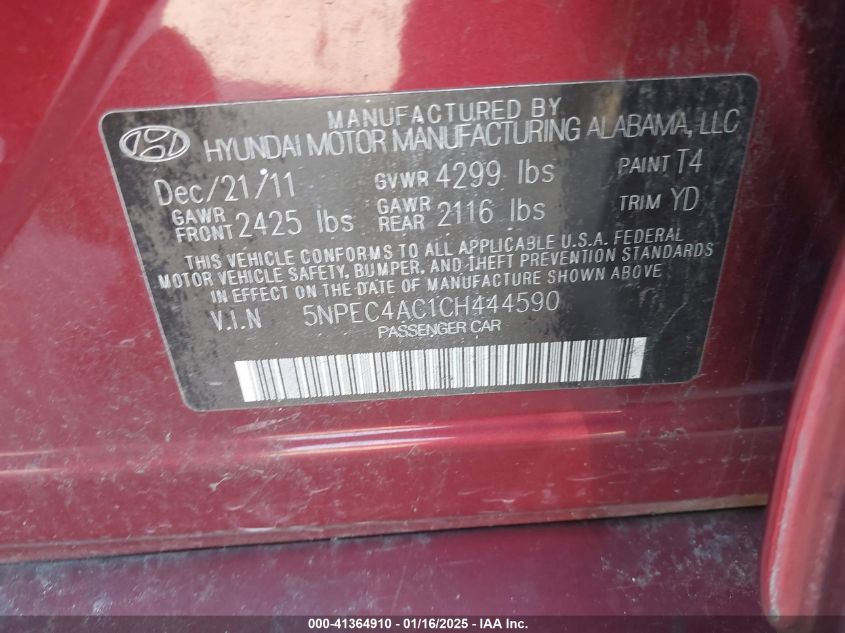 MANUFACTURED BY
HYUNDAI MOTOR MANUFACTURING ALABAMA, LLC
Dec/21/11 GVWR 4299 lbs PAINT T4
GAWR FRONT 2425 lbs GAWR REAR 2116 lbs TRIM YD
THIS VEHICLE CONFORMS TO ALL APPLICABLE U.S.A. FEDERAL
MOTOR VEHICLE SAFETY, BUMPER, AND THEFT PREVENTION STANDARDS
IN EFFECT ON THE DATE OF MANUFACTURE SHOWN ABOVE
V.I.N 5NPEC4AC1CH444590
PASSENGER CAR
000-41364910 - 01/16/2025 - IAA Inc.